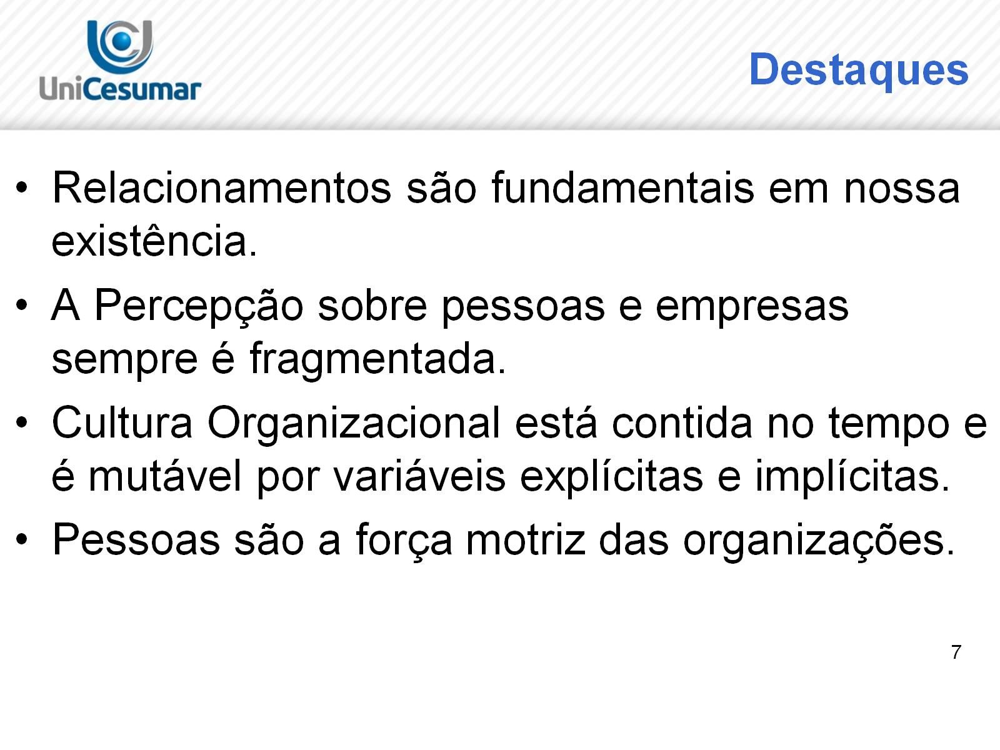 UniCesumar
Destaques
• Relacionamentos são fundamentais em nossa
existência.
• A Percepção sobre pessoas e empresas
sempre é fragmentada.
• Cultura Organizacional está contida no tempo e
é mutável por variáveis explícitas e implícitas.
• Pessoas são a força motriz das organizações.
7